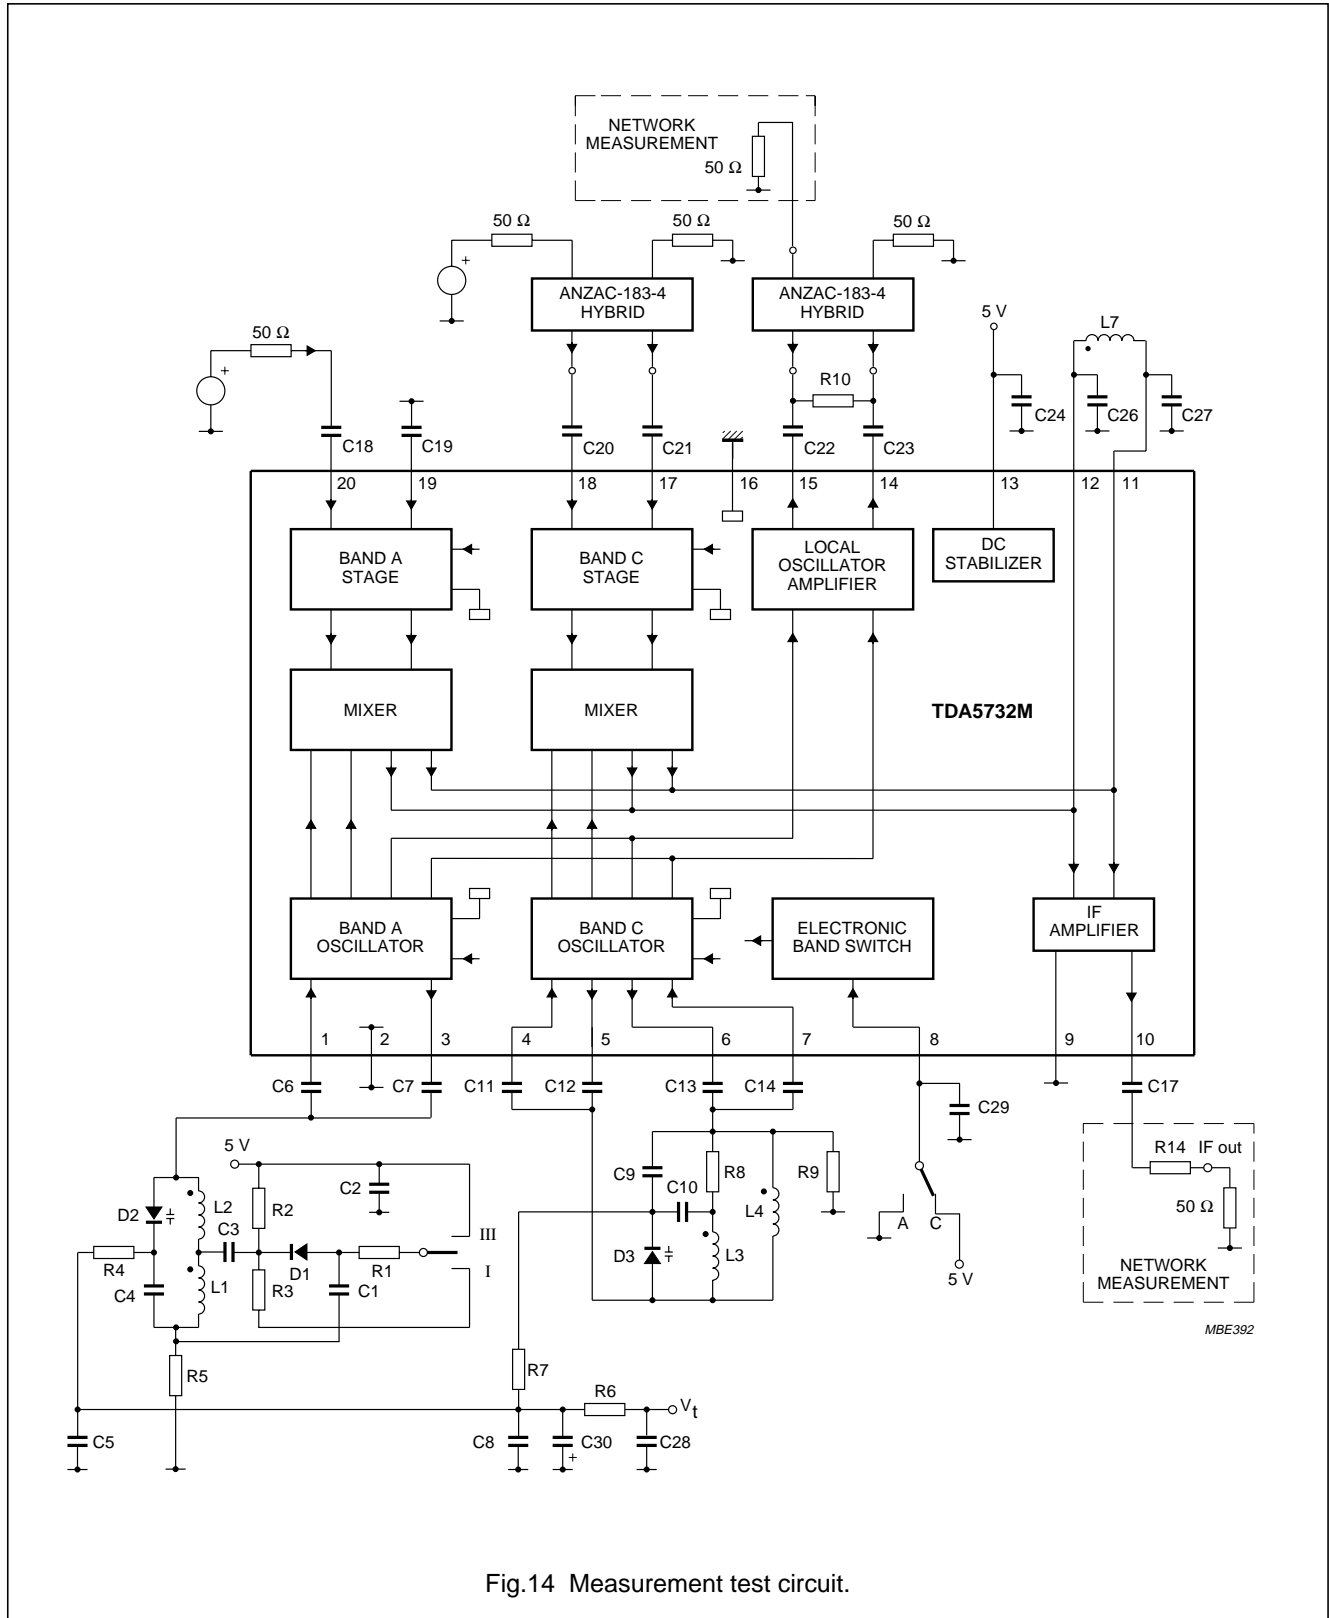 NETWORK
MEASUREMENT
50 Ω
50 Ω
50 Ω
50 Ω
ANZAC-183-4
HYBRID
ANZAC-183-4
HYBRID
5 V
L7
50 Ω
+
+
R10
C24
C26
C27
C18
C19
C20
C21
C22
C23
20
19
18
17
16
15
14
13
12
11
BAND A
STAGE
BAND C
STAGE
LOCAL
OSCILLATOR
AMPLIFIER
DC
STABILIZER
MIXER
MIXER
TDA5732M
BAND A
OSCILLATOR
BAND C
OSCILLATOR
ELECTRONIC
BAND SWITCH
IF
AMPLIFIER
1
2
3
4
5
6
7
8
9
10
C6
C7
C11
C12
C13
C14
C29
C17
5 V
C2
C9
R8
R9
R14
IF out
D2
L2
R2
C10
L4
50 Ω
C3
III
A
C
R4
D1
R1
D3
L3
C4
L1
R3
C1
I
5 V
NETWORK
MEASUREMENT
MBE392
R5
R7
R6
Vt
C5
C8
C30
+
C28
Fig.14 Measurement test circuit.